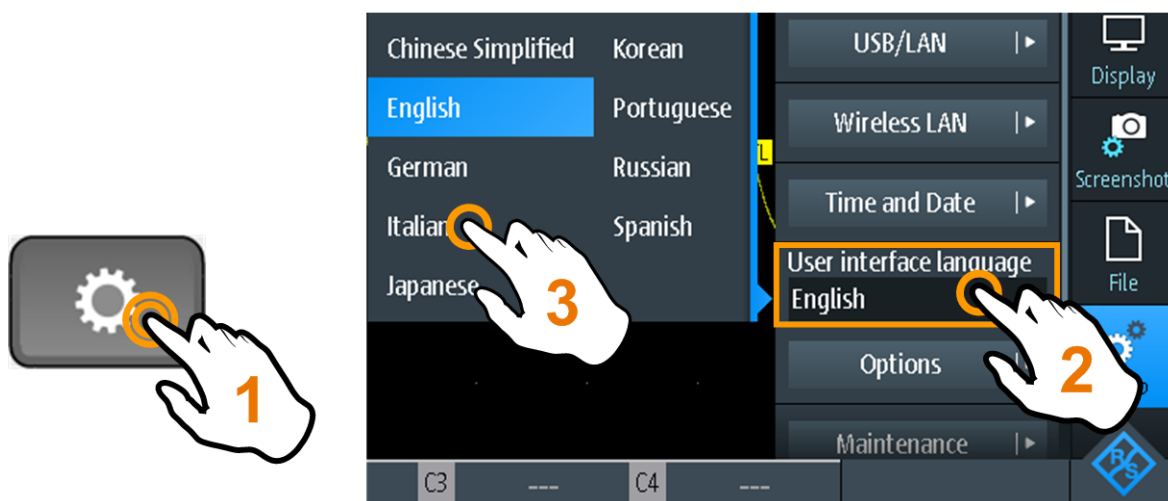 1
Chinese Simplified
Korean
English
Portuguese
German
Russian
Italian
Spanish
Japanese
3
USB/LAN
Wireless LAN
Time and Date
User interface language
English
2
Options
Maintenance
Display
Screenshot
File
C3
---
C4
---
R&S